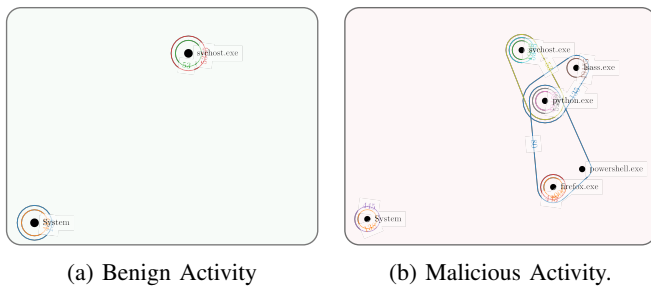 svchost.exe
System
(a) Benign Activity
svchost.exe
lsass.exe
python.exe
powershell.exe
firefox.exe
System
(b) Malicious Activity.